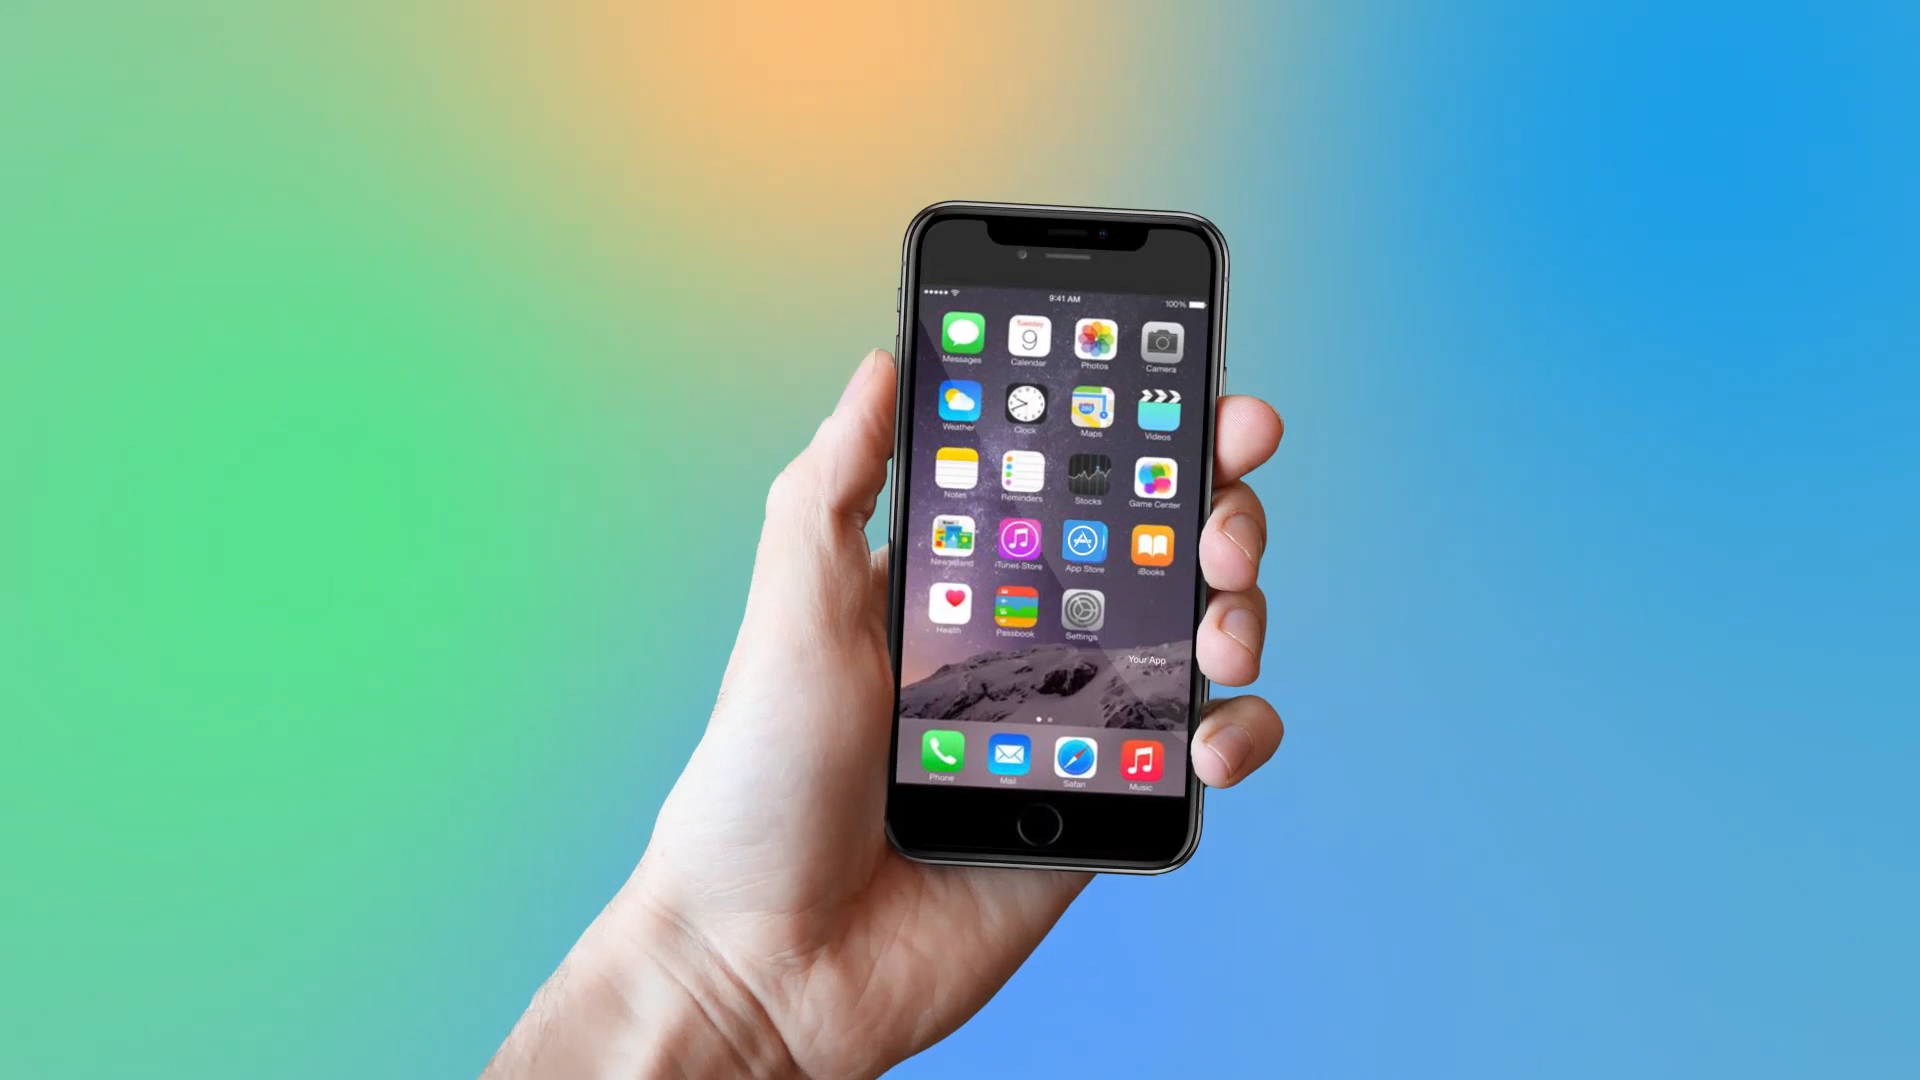 9:41 AM
100%
Messages
Tuesday
9
Calendar
Photos
Camera
Weather
Clock
280
Maps
Videos
Notes
Reminders
Stocks
Game Center
Newsstand
iTunes Store
App Store
iBooks
Health
Passbook
Settings
Your App
Phone
Mail
Safari
Music